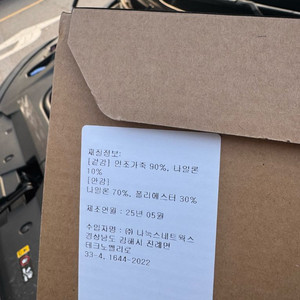 재질정보:
[겉감] 인조가죽 90%, 나일론
10%
[안감]
나일론 70%, 폴리에스터 30%
제조연월 : 25년 05월
수입자명 : ㈜ 나눅스네트웍스
경상남도 김해시 진례면
테크노밸리로
33-4, 1644-2022